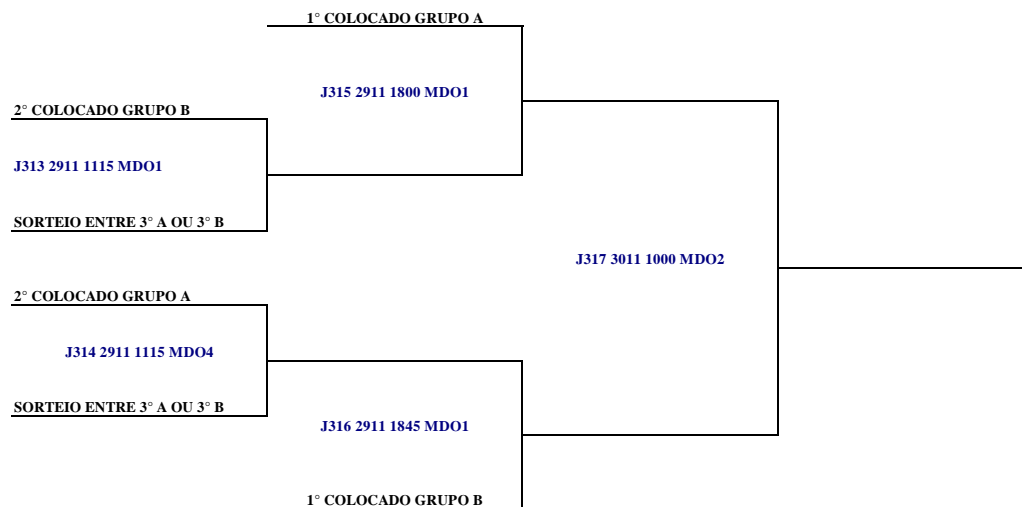 1° COLOCADO GRUPO A
J315 2911 1800 MDO1
2° COLOCADO GRUPO B
J313 2911 1115 MDO1
SORTEIO ENTRE 3° A OU 3° B
J317 3011 1000 MDO2
2° COLOCADO GRUPO A
J314 2911 1115 MDO4
SORTEIO ENTRE 3° A OU 3° B
J316 2911 1845 MDO1
1° COLOCADO GRUPO B